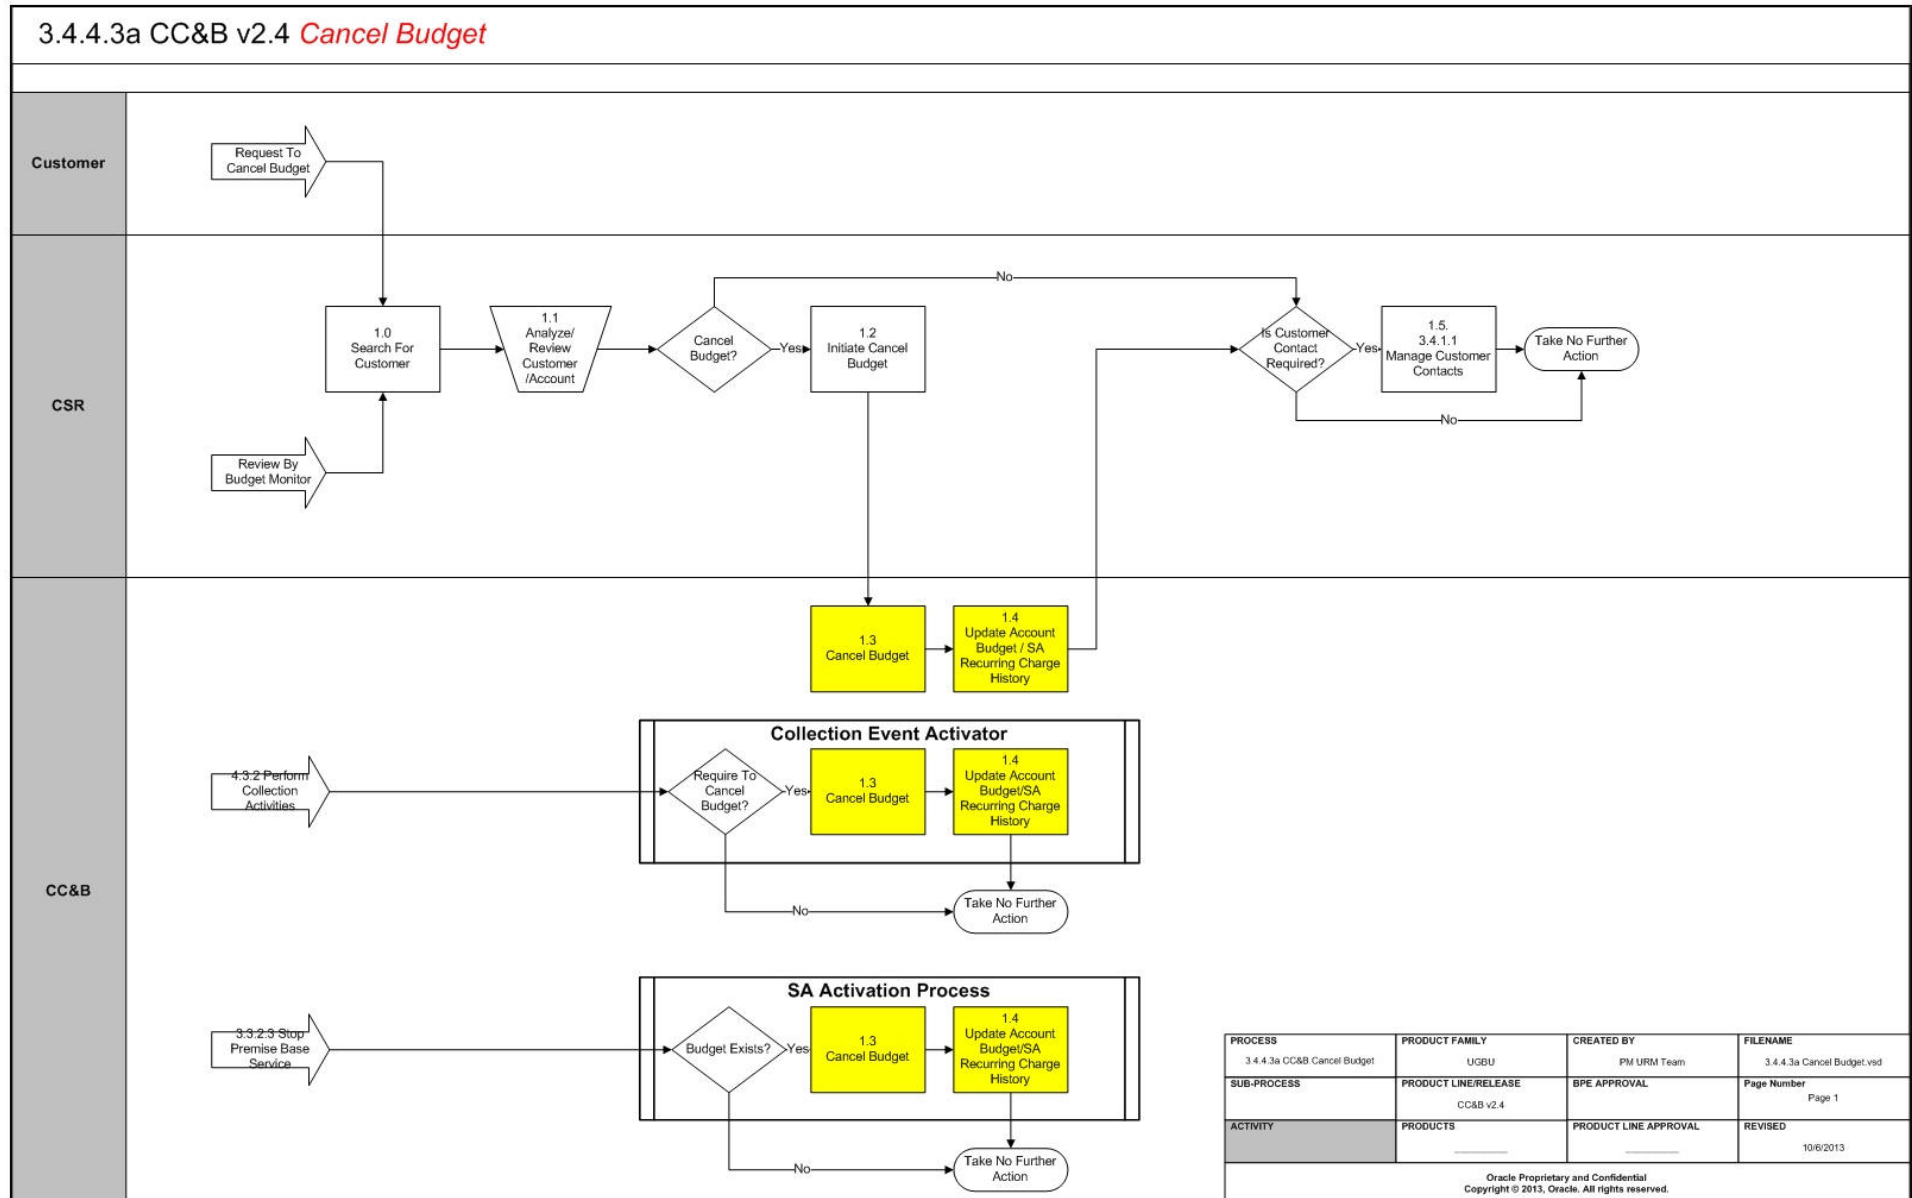 3.4.4.3a CC&B v2.4 Cancel Budget
Customer
Request To
Cancel Budget
CSR
No
1.0
Search For
Customer
1.1
Analyze/
Review
Customer
/Account
Cancel
Budget?
Yes
1.2
Initiate Cancel
Budget
Is Customer
Contact
Required?
Yes
1.5.
3.4.1.1
Manage Customer
Contacts
Take No Further
Action
No
Review By
Budget Monitor
CC&B
1.3
Cancel Budget
1.4
Update Account
Budget / SA
Recurring Charge
History
Collection Event Activator
4.3.2 Perform
Collection
Activities
Require To
Cancel
Budget?
Yes
1.3
Cancel Budget
1.4
Update Account
Budget/SA
Recurring Charge
History
No
Take No Further
Action
SA Activation Process
3.3.2.3 Stop
Premise Base
Service
Budget Exists?
Yes
1.3
Cancel Budget
1.4
Update Account
Budget/SA
Recurring Charge
History
No
Take No Further
Action
PROCESS
3.4.4.3a CC&B Cancel Budget
PRODUCT FAMILY
UGBU
CREATED BY
PM URM Team
FILENAME
3.4.4.3a Cancel Budget.vsd
SUB-PROCESS
PRODUCT LINE/RELEASE
CC&B v2.4
BPE APPROVAL
Page Number
Page 1
ACTIVITY
PRODUCTS
PRODUCT LINE APPROVAL
REVISED
10/6/2013
Oracle Proprietary and Confidential
Copyright © 2013, Oracle. All rights reserved.